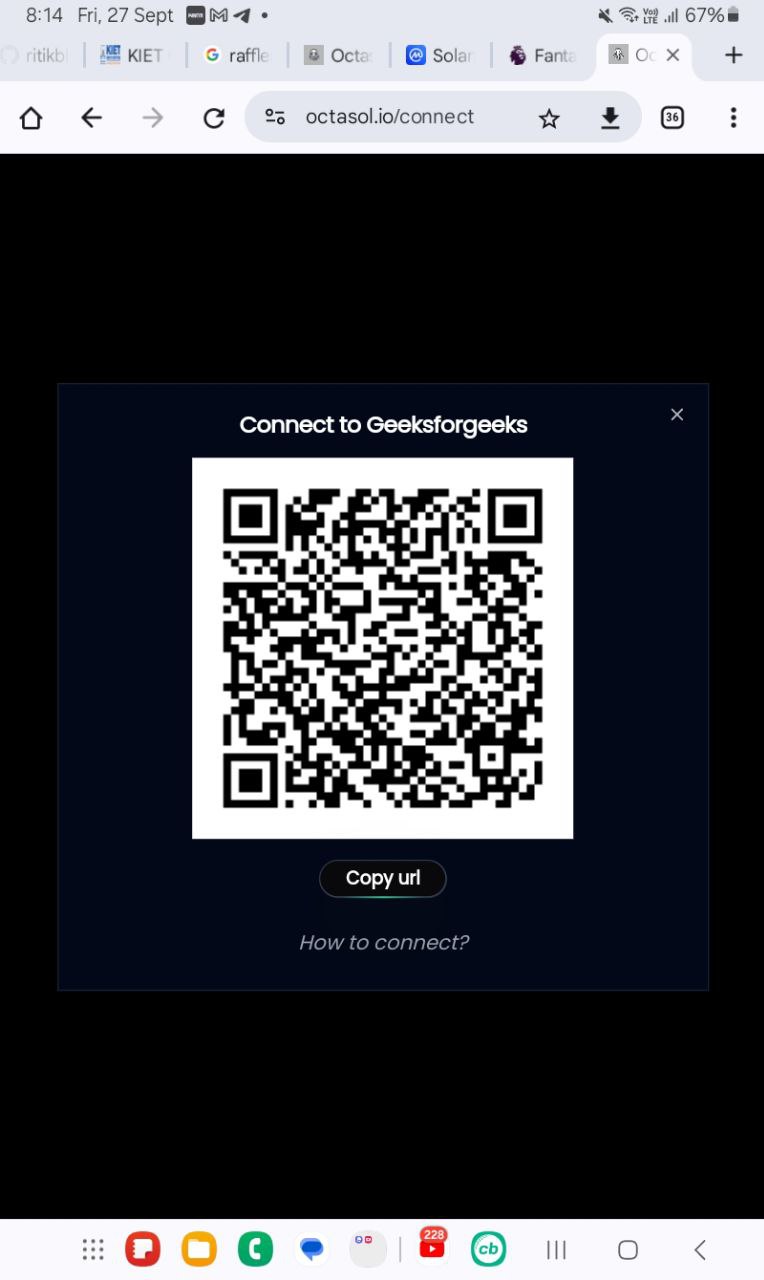 8:14 Fri, 27 Sept 67%
ritikb KIET raffle Octa Solar Fanta Oc
octasol.io/connect 36
Connect to Geeksforgeeks
Copy url
How to connect?
228
cb